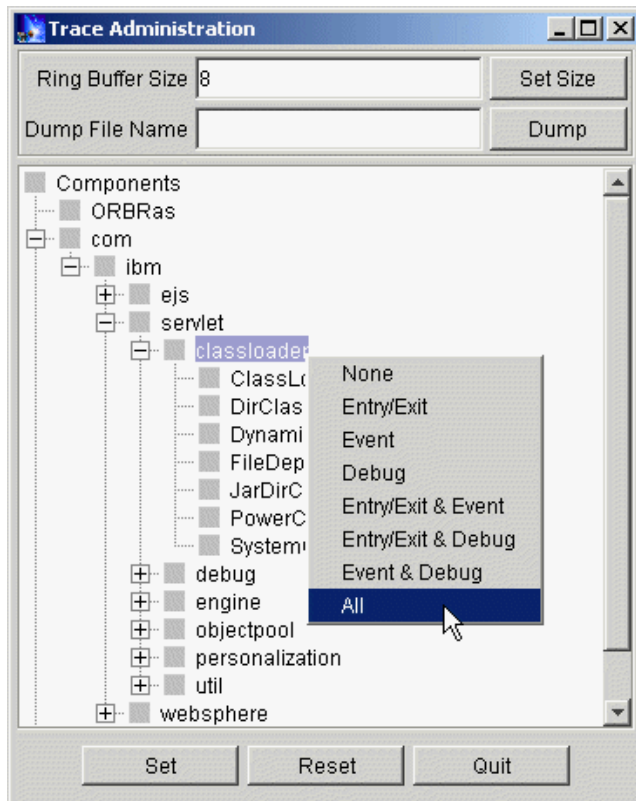 Trace Administration
Ring Buffer Size 8 Set Size
Dump File Name Dump
Components
ORBRas
com
ibm
ejs
servlet
classloader
ClassLo
DirClas
Dynami
FileDep
JarDirC
PowerC
System
None
Entry/Exit
Event
Debug
Entry/Exit & Event
Entry/Exit & Debug
Event & Debug
All
debug
engine
objectpool
personalization
util
websphere
Set Reset Quit